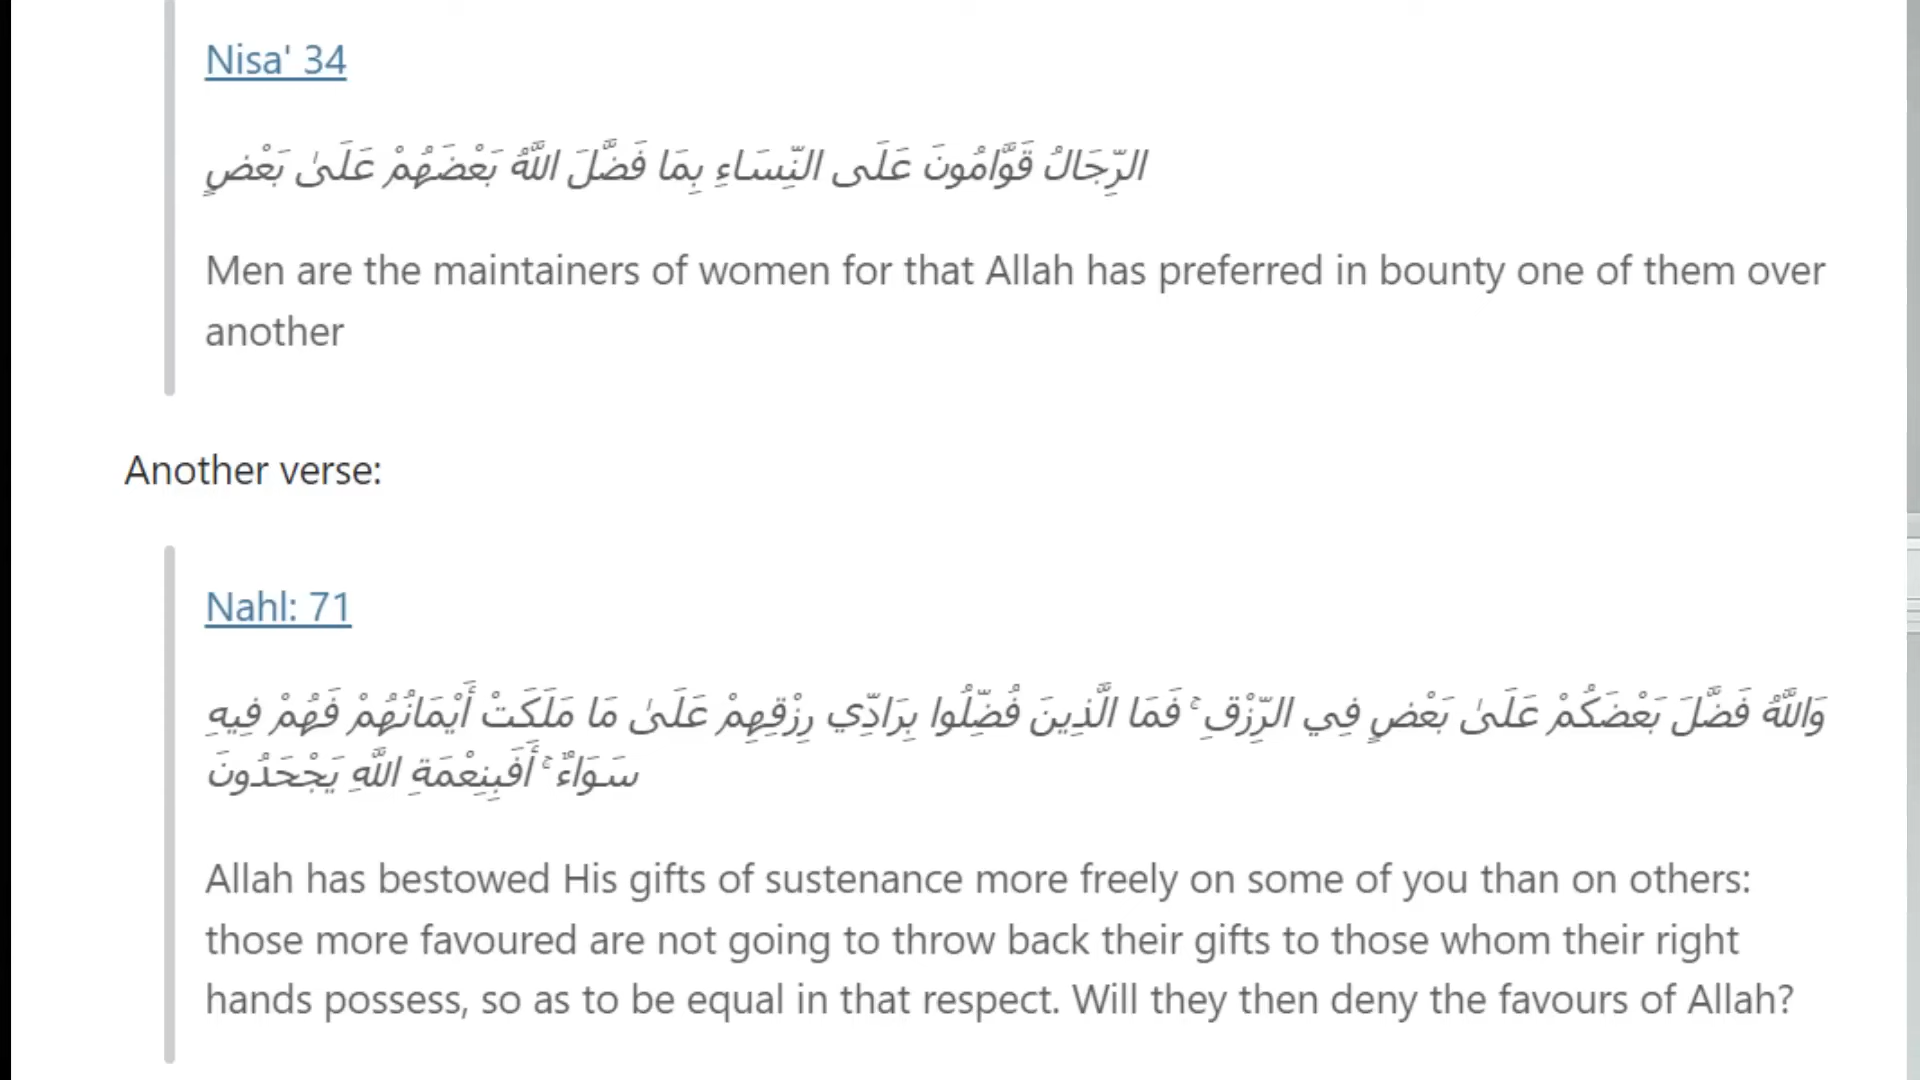 Nisa' 34
الرِّجَالُ قَوَّامُونَ عَلَى النِّسَاءِ بِمَا فَضَّلَ اللَّهُ بَعْضَهُمْ عَلَىٰ بَعْضٍ
Men are the maintainers of women for that Allah has preferred in bounty one of them over
another
Another verse:
Nahl: 71
وَاللَّهُ فَضَّلَ بَعْضَكُمْ عَلَىٰ بَعْضٍ فِي الرِّزْقِ ۚ فَمَا الَّذِينَ فُضِّلُوا بِرَادِّي رِزْقِهِمْ عَلَىٰ مَا مَلَكَتْ أَيْمَانُهُمْ فَهُمْ فِيهِ
سَوَاءٌ ۚ أَفَبِنِعْمَةِ اللَّهِ يَجْحَدُونَ
Allah has bestowed His gifts of sustenance more freely on some of you than on others:
those more favoured are not going to throw back their gifts to those whom their right
hands possess, so as to be equal in that respect. Will they then deny the favours of Allah?